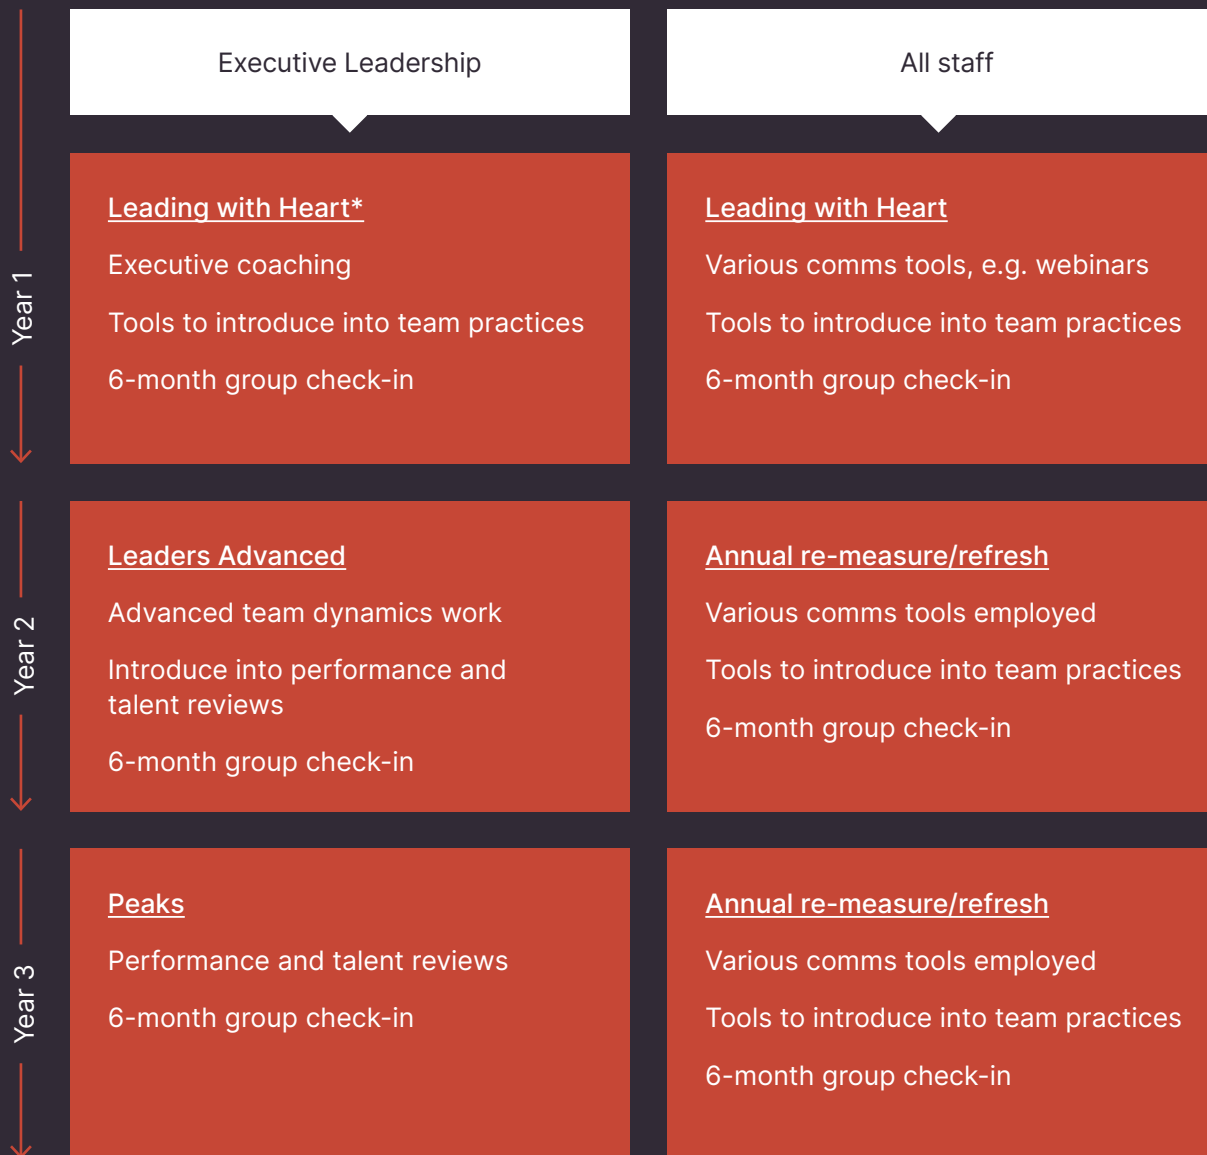 Executive Leadership
All staff
Year 1
Leading with Heart*
Executive coaching
Tools to introduce into team practices
6-month group check-in
Leading with Heart
Various comms tools, e.g. webinars
Tools to introduce into team practices
6-month group check-in
Year 2
Leaders Advanced
Advanced team dynamics work
Introduce into performance and
talent reviews
6-month group check-in
Annual re-measure/refresh
Various comms tools employed
Tools to introduce into team practices
6-month group check-in
Year 3
Peaks
Performance and talent reviews
6-month group check-in
Annual re-measure/refresh
Various comms tools employed
Tools to introduce into team practices
6-month group check-in